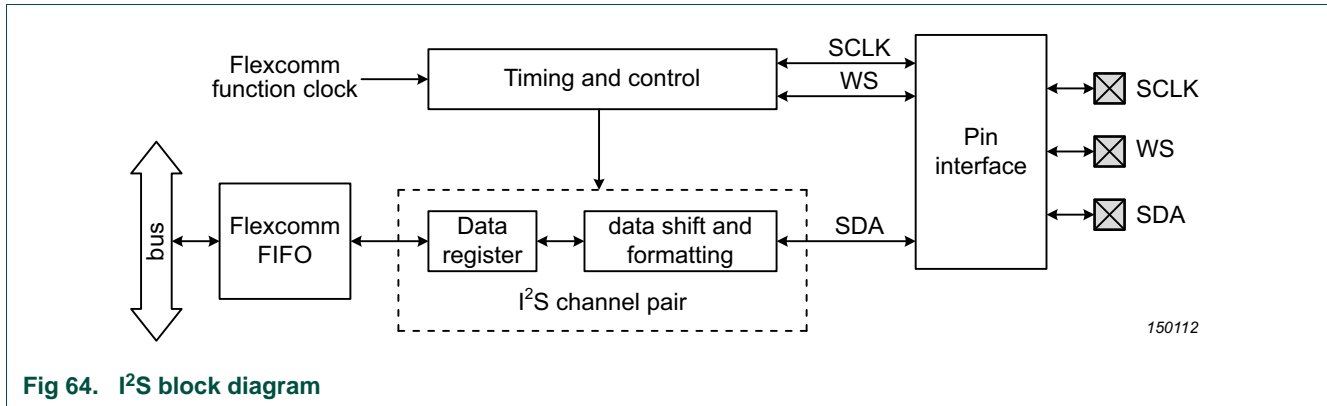 Flexcomm
function clock
Timing and control
SCLK
WS
Pin
interface
SCLK
WS
SDA
bus
Flexcomm
FIFO
Data
register
data shift and
formatting
SDA
I²S channel pair
150112
Fig 64. I²S block diagram